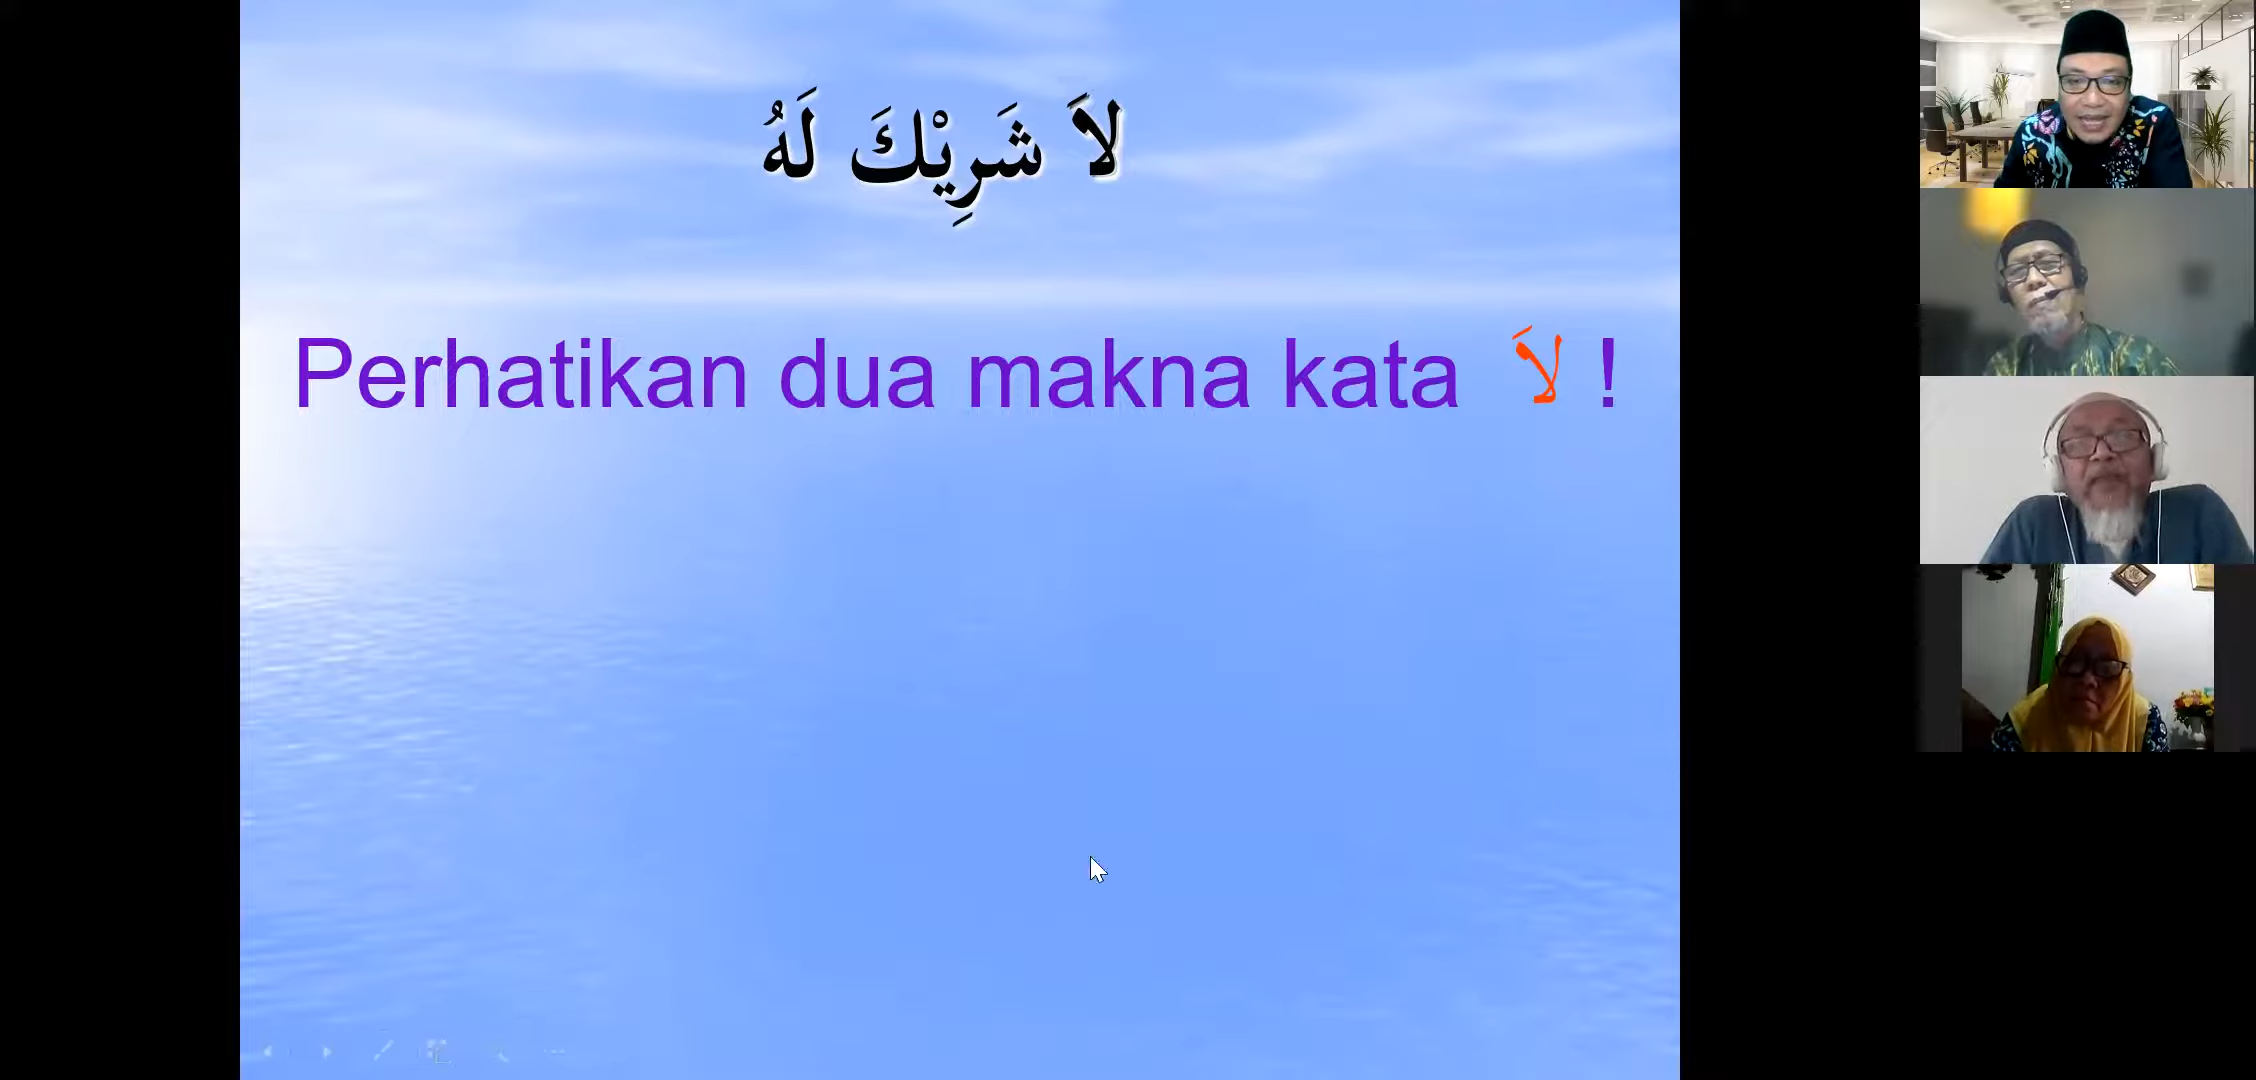 لاَ شَرِيْكَ لَهُ
Perhatikan dua makna kata لاَ !